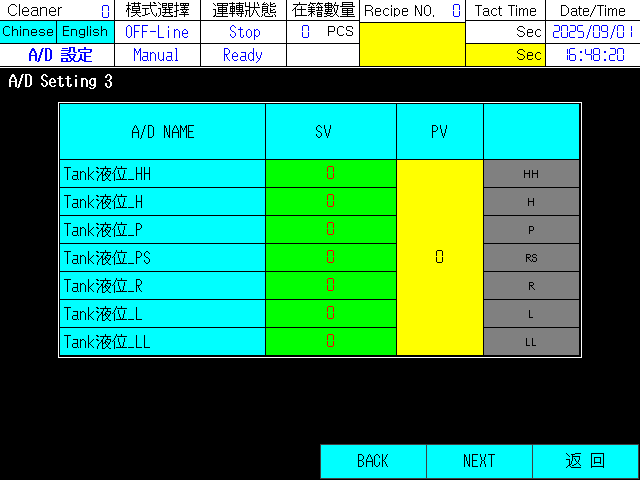 Cleaner 0 模式選擇 運轉狀態 在籍數量 Recipe NO. 0 Tact Time Date/Time
Chinese English OFF-Line Stop 0 PCS Sec 2025/09/01
A/D 設定 Manual Ready Sec 16:48:20
A/D Setting 3
A/D NAME SV PV
Tank液位_HH 0 HH
Tank液位_H 0 H
Tank液位_P 0 P
Tank液位_PS 0 0 RS
Tank液位_R 0 R
Tank液位_L 0 L
Tank液位_LL 0 LL
BACK NEXT 返 回